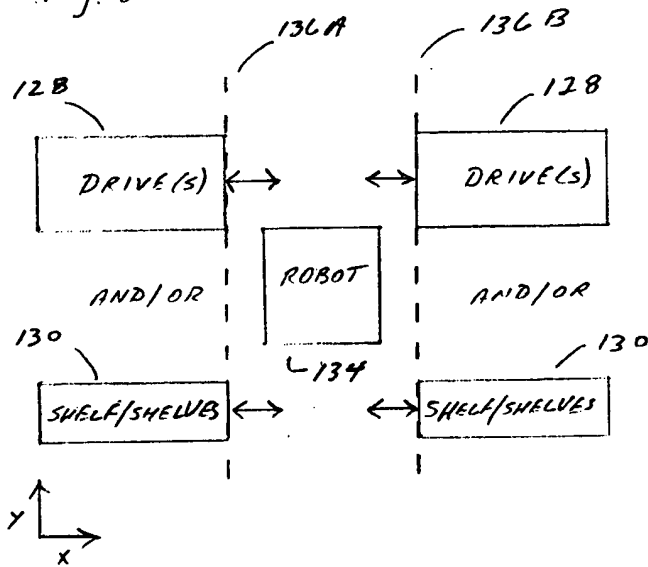 136A
136B
128
128
DRIVE(S)
DRIVE(S)
ROBOT
AND/OR
AND/OR
130
134
130
SHELF/SHELVES
SHELF/SHELVES
Y
X